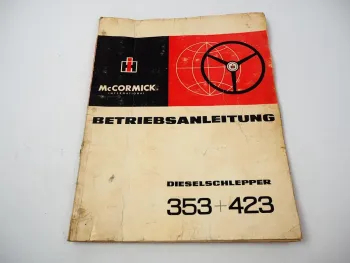 McCORMICK
INTERNATIONAL
BETRIEBSANLEITUNG
DIESELSCHLEPPER
353+423